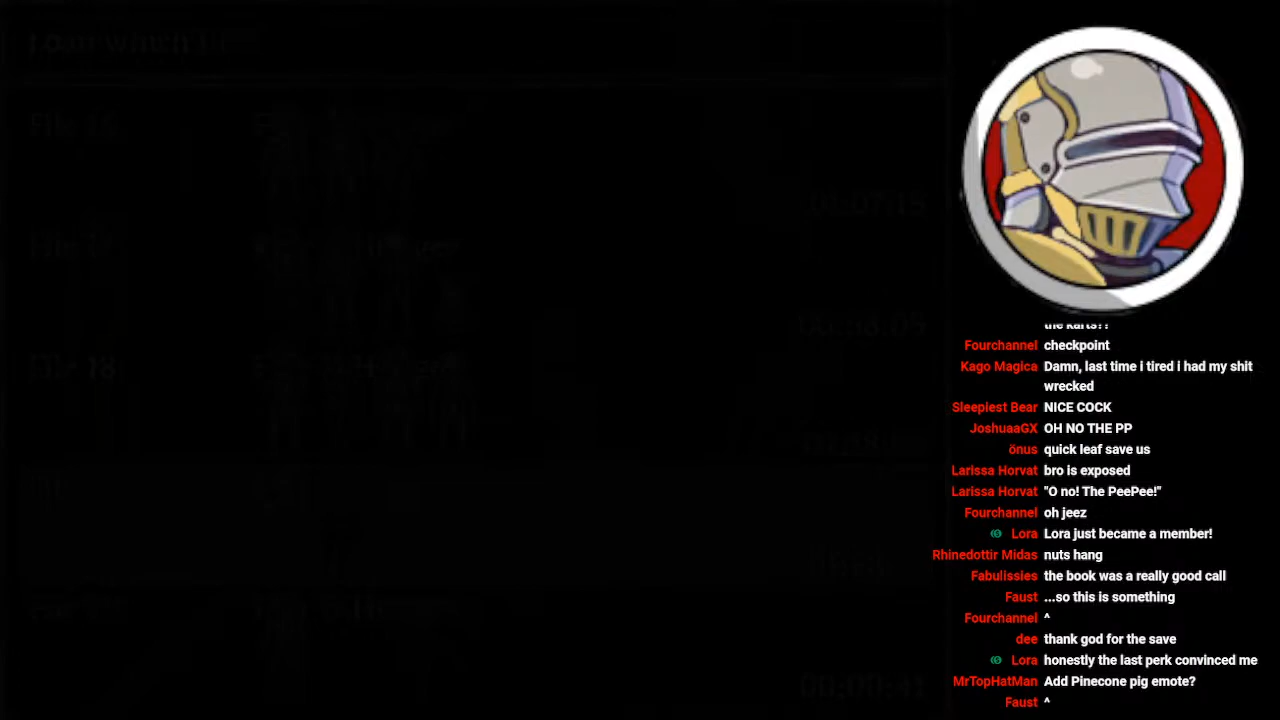 File 18
the karts??
Fourchannel checkpoint
Kago Magica Damn, last time i tired i had my shit
wrecked
Sleepiest Bear NICE COCK
JoshuaaGX OH NO THE PP
önus quick leaf save us
Larissa Horvat bro is exposed
Larissa Horvat "O no! The PeePee!"
Fourchannel oh jeez
Lora Lora just became a member!
Rhinedottir Midas nuts hang
Fabulissies the book was a really good call
Faust ...so this is something
Fourchannel ^
dee thank god for the save
Lora honestly the last perk convinced me
MrTopHatMan Add Pinecone pig emote?
Faust ^